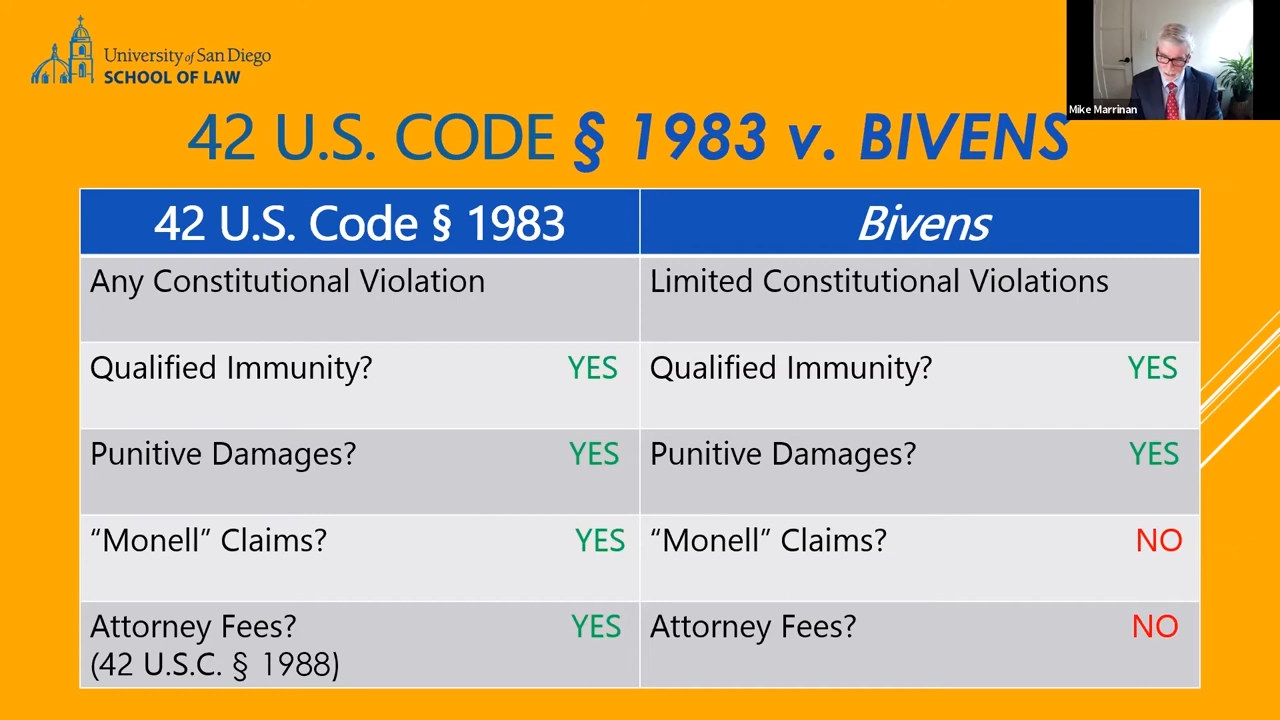 University of San Diego
SCHOOL OF LAW
Mike Marrinan
42 U.S. CODE § 1983 v. BIVENS
42 U.S. Code § 1983
Bivens
Any Constitutional Violation
Limited Constitutional Violations
Qualified Immunity? YES
Qualified Immunity? YES
Punitive Damages? YES
Punitive Damages? YES
“Monell” Claims? YES
“Monell” Claims? NO
Attorney Fees? YES
(42 U.S.C. § 1988)
Attorney Fees? NO